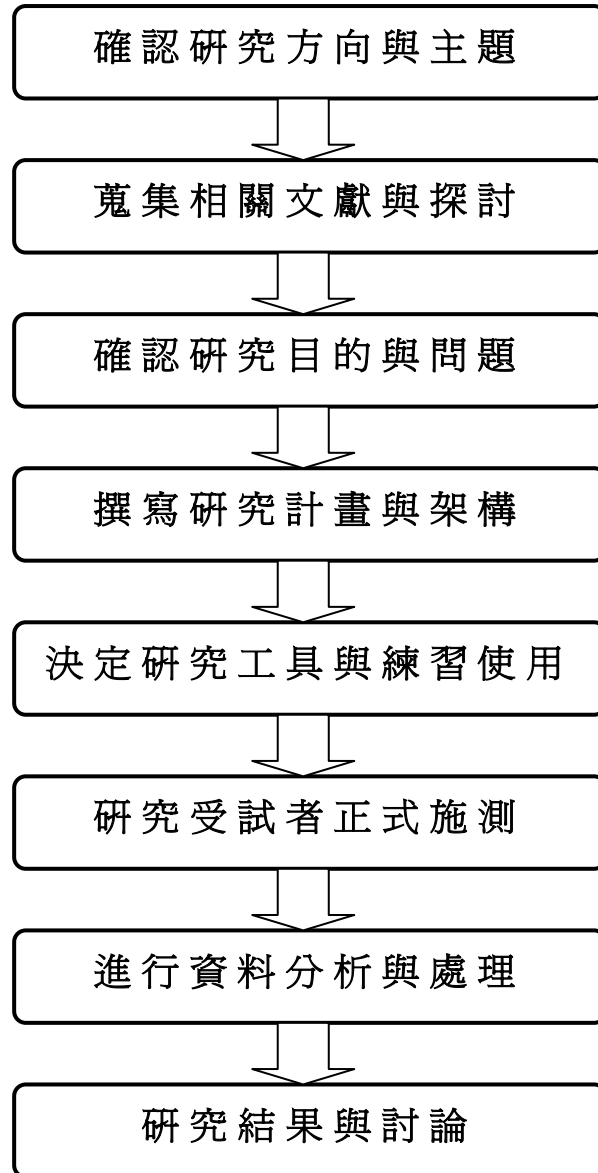 確認研究方向與主題
蒐集相關文獻與探討
確認研究目的與問題
撰寫研究計畫與架構
決定研究工具與練習使用
研究受試者正式施測
進行資料分析與處理
研究結果與討論